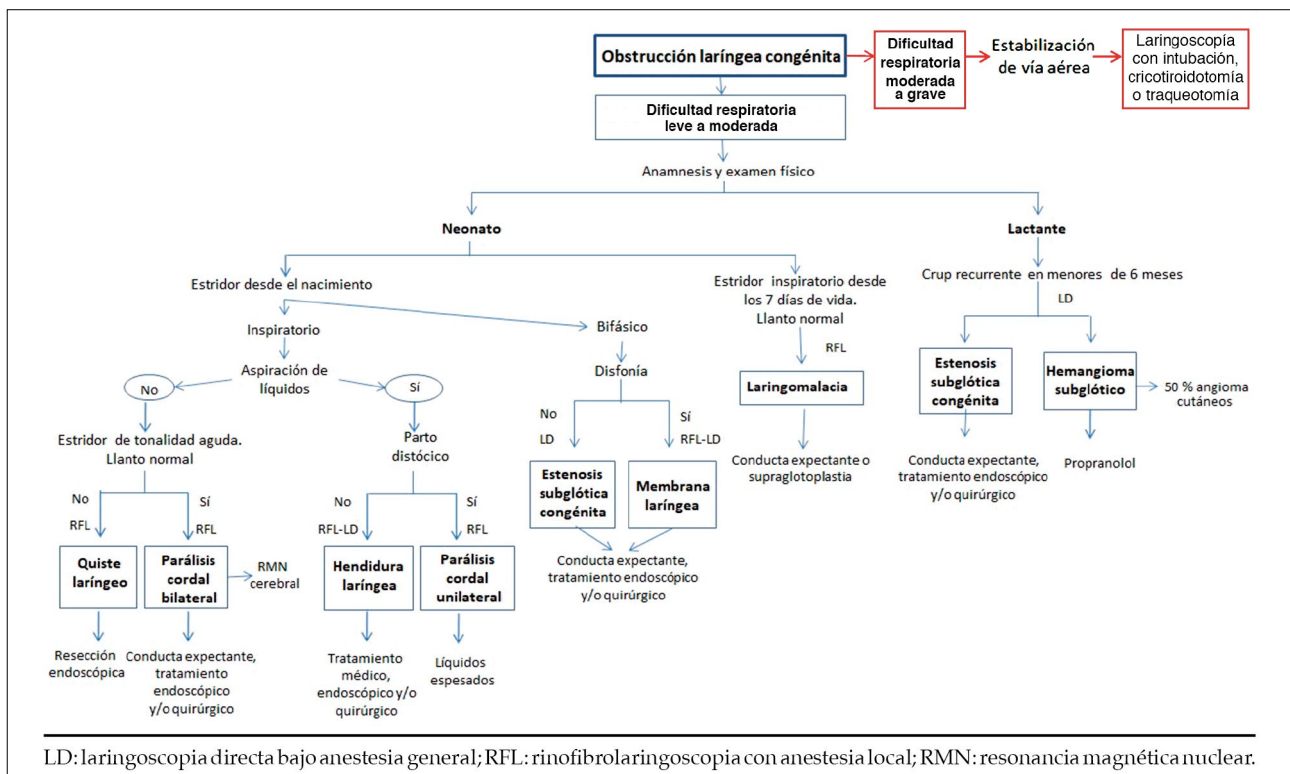 Obstrucción laríngea congénita
Dificultad
respiratoria
moderada
a grave
Estabilización
de vía aérea
Laringoscopía
con intubación,
cricotiroidotomía
o traqueotomía
Dificultad respiratoria
leve a moderada
Anamnesis y examen físico
Neonato
Lactante
Estridor desde el nacimiento
Estridor inspiratorio desde
los 7 días de vida.
Llanto normal
Crup recurrente en menores de 6 meses
Inspiratorio
Bifásico
RFL
LD
Aspiración de
líquidos
No
Sí
Disfonía
Laringomalacia
Estenosis
subglótica
congénita
Hemangioma
subglótico
50 % angioma
cutáneos
Estridor de tonalidad aguda.
Llanto normal
Parto
distócico
No
LD
Sí
RFL-LD
Conducta expectante o
supraglotoplastia
Conducta expectante,
tratamiento endoscópico
y/o quirúrgico
Propranolol
No
RFL
Sí
RFL
No
RFL-LD
Sí
RFL
Estenosis
subglótica
congénita
Membrana
laríngea
Quiste
laríngeo
Parálisis
cordal
bilateral
RMN
cerebral
Hendidura
laríngea
Parálisis
cordal
unilateral
Conducta expectante,
tratamiento endoscópico
y/o quirúrgico
Resección
endoscópica
Conducta expectante,
tratamiento
endoscópico
y/o quirúrgico
Tratamiento
médico,
endoscópico y/o
quirúrgico
Líquidos
espesados
LD: laringoscopia directa bajo anestesia general; RFL: rinofibrolaringoscopia con anestesia local; RMN: resonancia magnética nuclear.